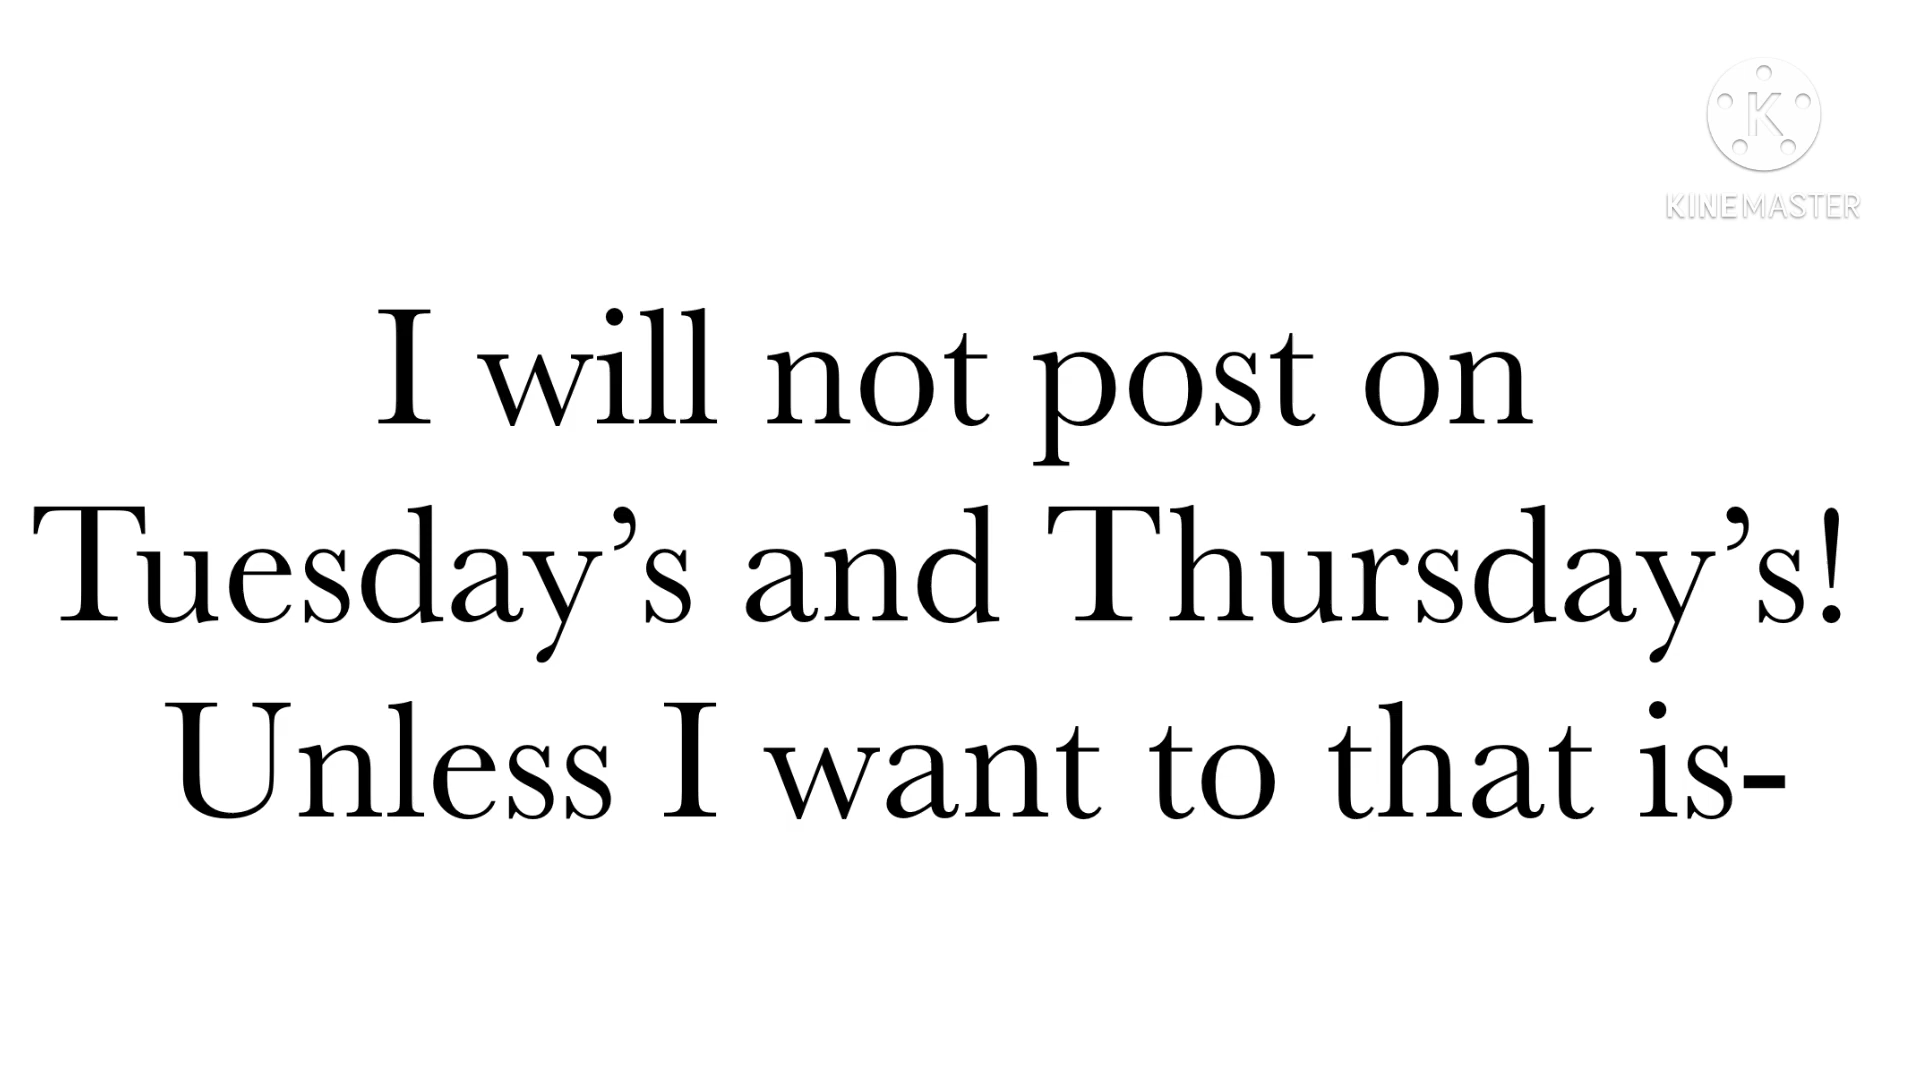 K
KINEMASTER
I will not post on
Tuesday’s and Thursday’s!
Unless I want to that is-